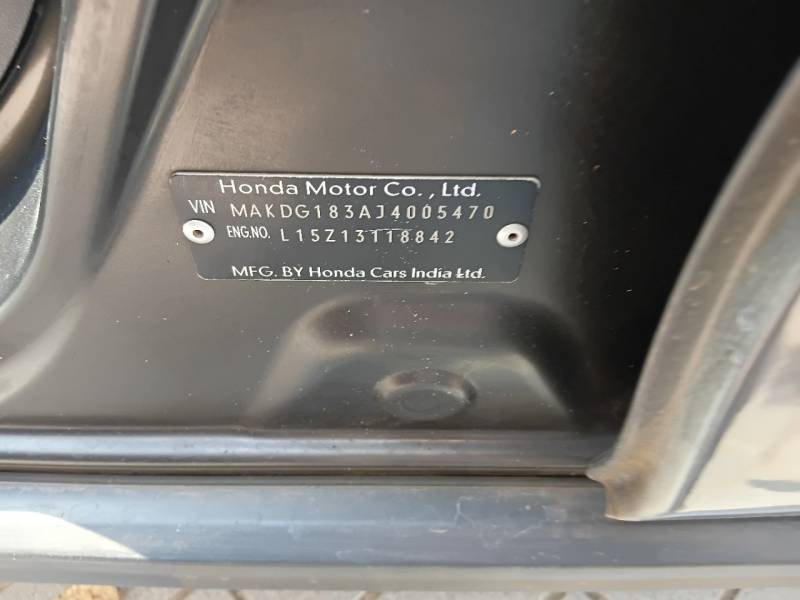 Honda Motor Co., Ltd.
VIN MAKDG183AJ4005470
ENG.NO. L15Z13118842
MFG. BY Honda Cars India Ltd.